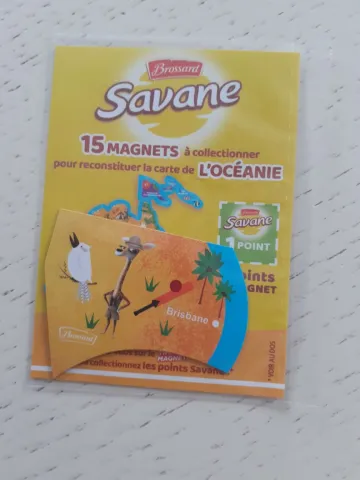 Brossard
Savane
15 MAGNETS à collectionner
pour reconstituer la carte de L'OCÉANIE
Savane
1 POINT
points
MAGNET
Brisbane
Brossard
MAGNET
collectionnez les points Savane
* VOIR AU DOS